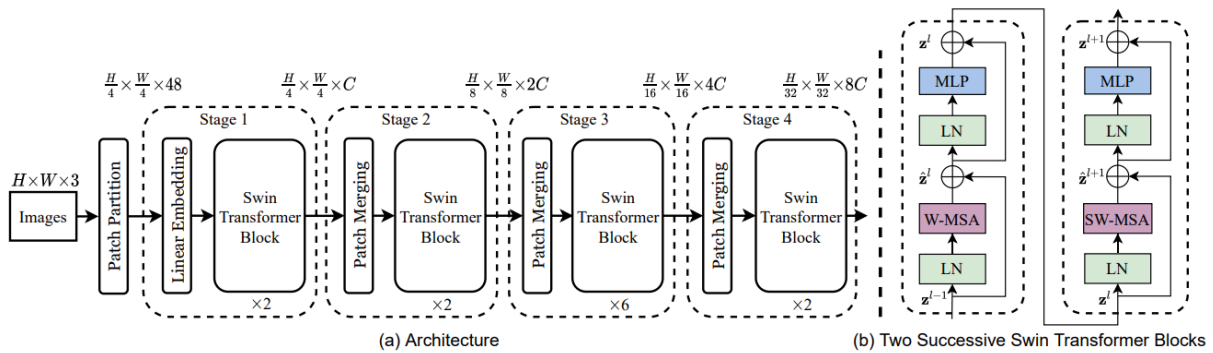 H/4 × W/4 × 48
H/4 × W/4 × C
H/8 × W/8 × 2C
H/16 × W/16 × 4C
H/32 × W/32 × 8C
H×W×3
Images
Patch Partition
Stage 1
Linear Embedding
Swin
Transformer
Block
×2
Stage 2
Patch Merging
Swin
Transformer
Block
×2
Stage 3
Patch Merging
Swin
Transformer
Block
×6
Stage 4
Patch Merging
Swin
Transformer
Block
×2
(a) Architecture
z^l
MLP
LN
ẑ^l
W-MSA
LN
z^{l-1}
z^{l+1}
MLP
LN
ẑ^{l+1}
SW-MSA
LN
z^l
(b) Two Successive Swin Transformer Blocks